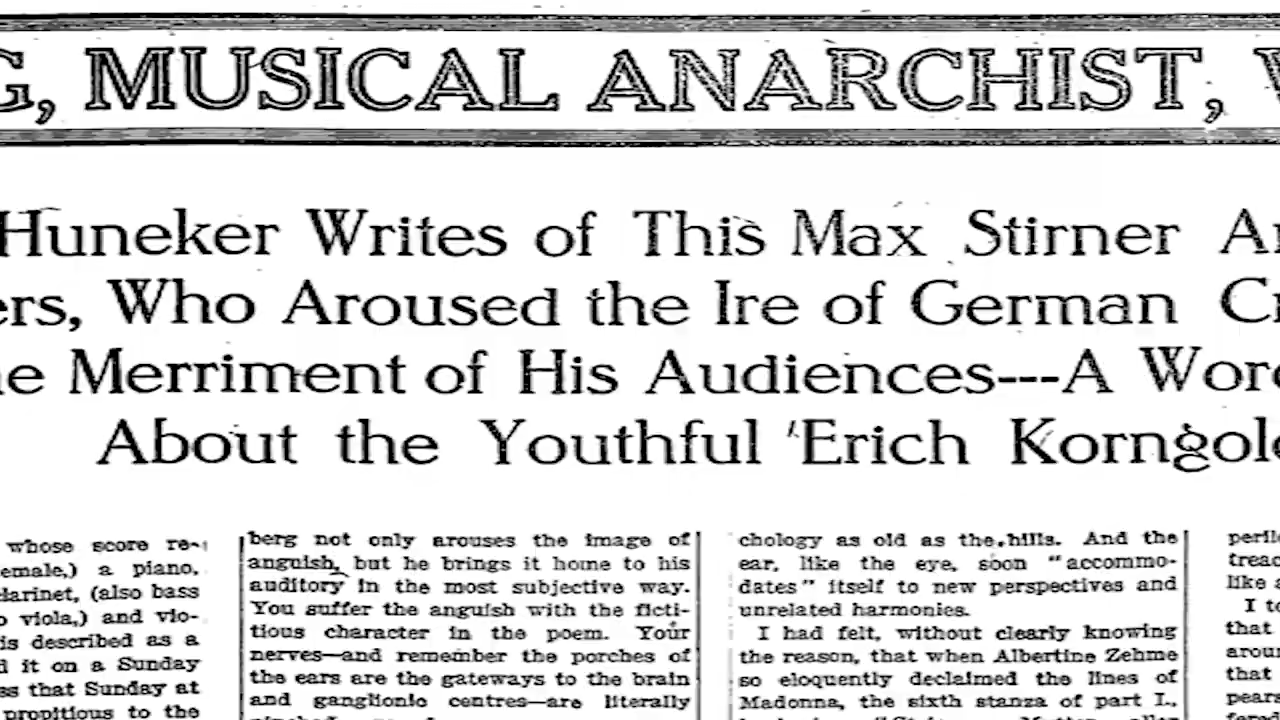 G, MUSICAL ANARCHIST,
Huneker Writes of This Max Stirner
ers, Who Aroused the Ire of German
Merriment of His Audiences---A
About the Youthful 'Erich
whose score re-
a piano,
(also bass
viola,) and vio-
is described as a
it on a Sunday
that Sunday at
propitious to the
berg not only arouses the image of
anguish, but he brings it home to his
auditory in the most subjective way.
You suffer the anguish with the ficti-
tious character in the poem. Your
nerves—and remember the porches of
the ears are the gateways to the brain
and ganglionic centres—are literally
chology as old as the hills. And the
ear, like the eye, soon "accommo-
dates" itself to new perspectives and
unrelated harmonies.
I had felt, without clearly knowing
the reason, that when Albertine Zehme
so eloquently declaimed the lines of
Madonna, the sixth stanza of part I.,
like
I
that
that